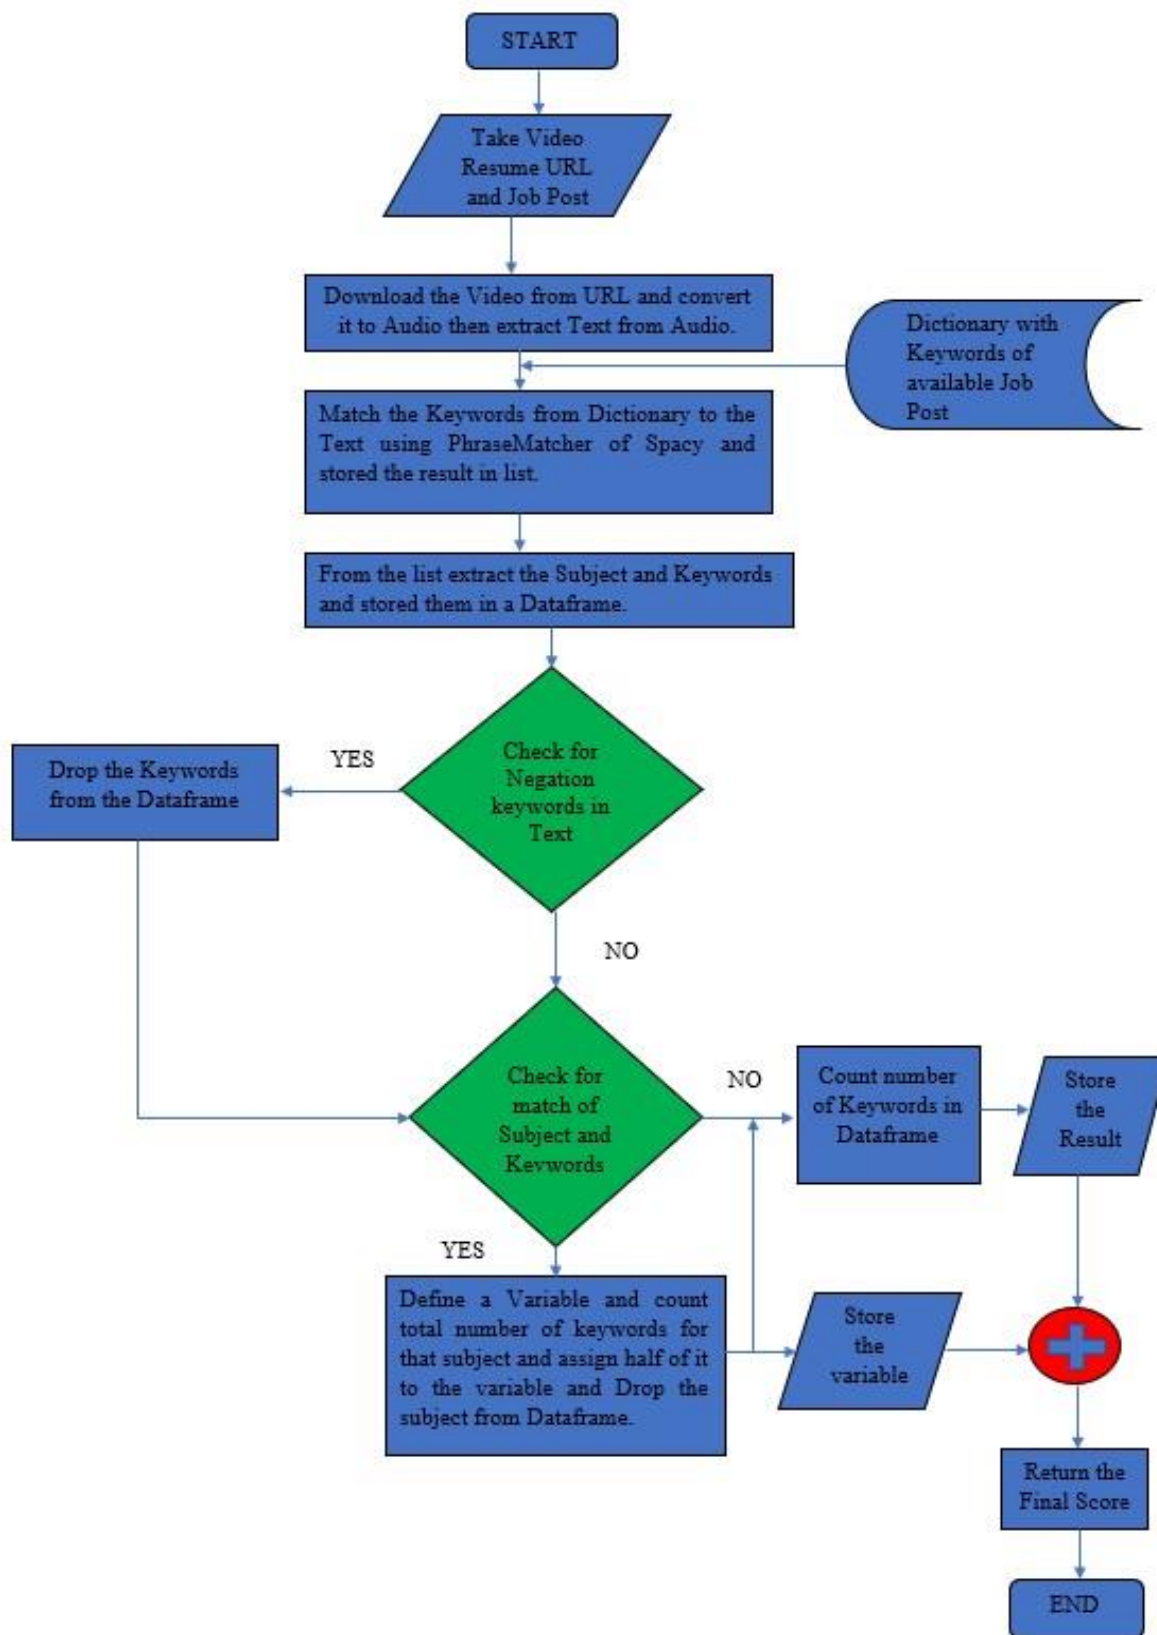 START
Take Video
Resume URL
and Job Post
Download the Video from URL and convert
it to Audio then extract Text from Audio.
Dictionary with
Keywords of
available Job
Post
Match the Keywords from Dictionary to the
Text using PhraseMatcher of Spacy and
stored the result in list.
From the list extract the Subject and Keywords
and stored them in a Dataframe.
Check for
Negation
keywords in
Text
YES
Drop the Keywords
from the Dataframe
NO
Check for
match of
Subject and
Keywords
NO
Count number
of Keywords in
Dataframe
Store
the
Result
YES
Define a Variable and count
total number of keywords for
that subject and assign half of it
to the variable and Drop the
subject from Dataframe.
Store
the
variable
Return the
Final Score
END